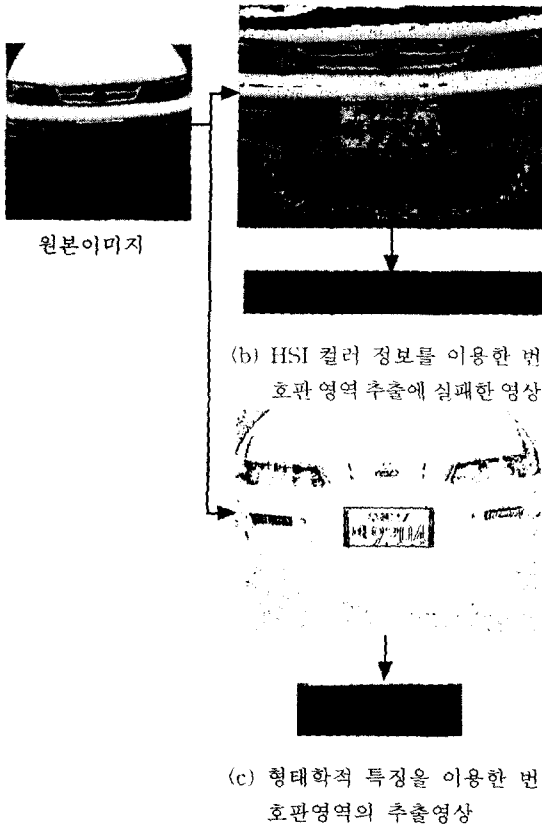 원본이미지
(b) HSI 컬러 정보를 이용한 번
호판 영역 추출에 실패한 영상
(c) 형태학적 특징을 이용한 번
호판영역의 추출영상